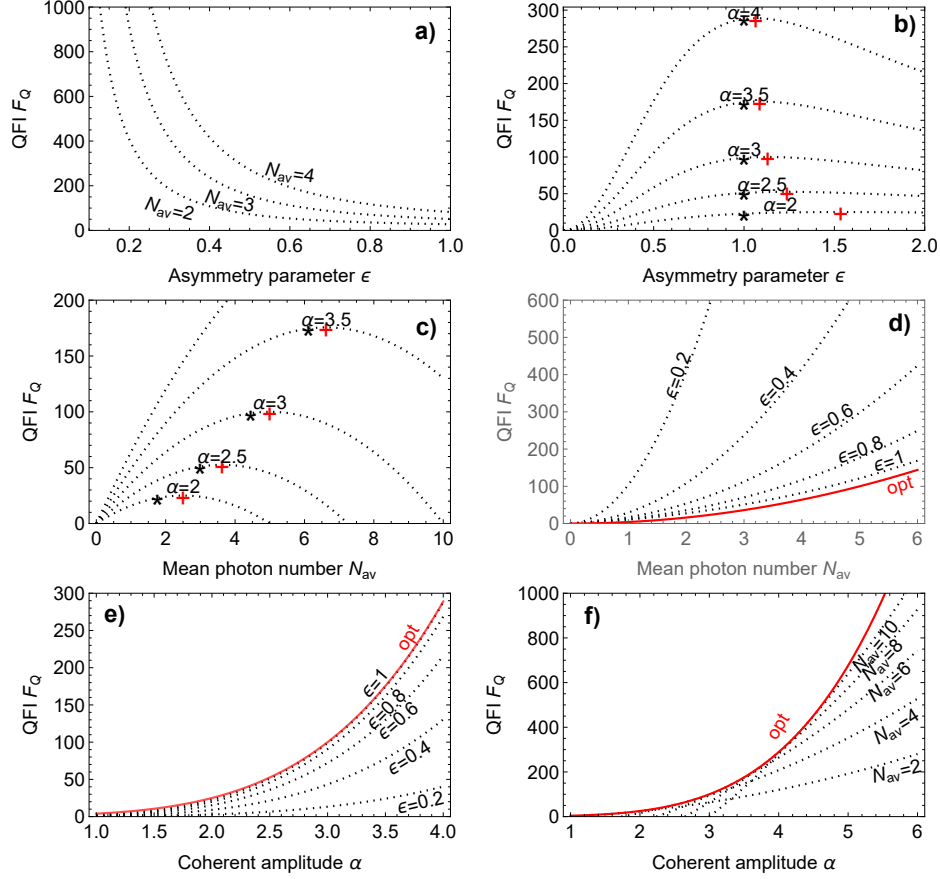 a)
QFI F_Q
1000
800
600
400
200
0
N_av=2
N_av=3
N_av=4
0.2
0.4
0.6
0.8
1.0
Asymmetry parameter ϵ
b)
QFI F_Q
300
250
200
150
100
50
0
α=4
α=3.5
α=3
α=2.5
α=2
0.0
0.5
1.0
1.5
2.0
Asymmetry parameter ϵ
c)
QFI F_Q
200
150
100
50
0
α=3.5
α=3
α=2.5
α=2
0
2
4
6
8
10
Mean photon number N_av
d)
QFI F_Q
600
500
400
300
200
100
0
ϵ=0.2
ϵ=0.4
ϵ=0.6
ϵ=0.8
ϵ=1
opt
0
1
2
3
4
5
6
Mean photon number N_av
e)
QFI F_Q
300
250
200
150
100
50
0
opt
ϵ=1
ϵ=0.8
ϵ=0.6
ϵ=0.4
ϵ=0.2
1.0
1.5
2.0
2.5
3.0
3.5
4.0
Coherent amplitude α
f)
QFI F_Q
1000
800
600
400
200
0
opt
N_av=10
N_av=8
N_av=6
N_av=4
N_av=2
1
2
3
4
5
6
Coherent amplitude α